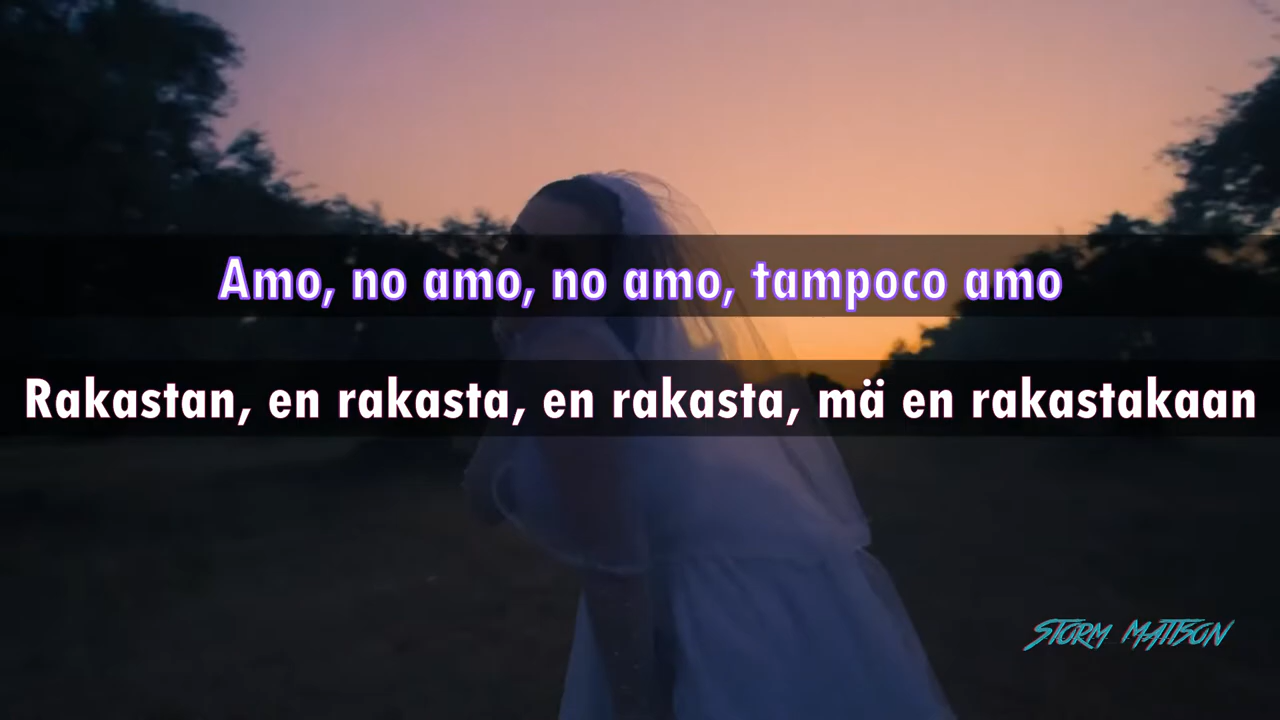 Amo, no amo, no amo, tampoco amo
Rakastan, en rakasta, en rakasta, mä en rakastakaan
STORM MATTSON